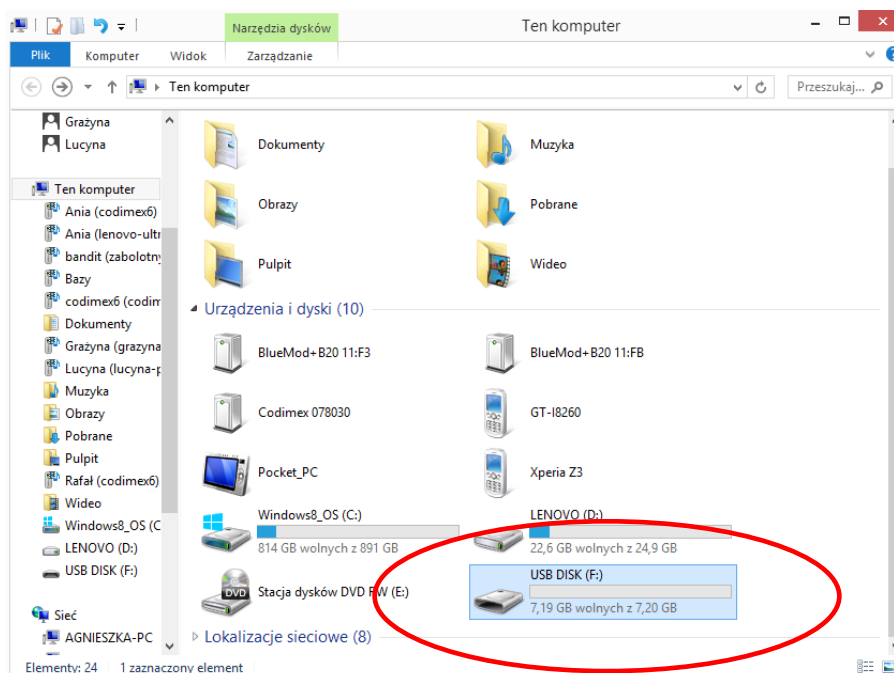 Narzędzia dysków
Ten komputer
Plik
Komputer
Widok
Zarządzanie
Ten komputer
Przeszukaj...
Grażyna
Lucyna
Ten komputer
Ania (codimex6)
Ania (lenovo-ultr
bandit (zabolotny
Bazy
codimex6 (codim
Dokumenty
Grażyna (grazyna
Lucyna (lucyna-p
Muzyka
Obrazy
Pobrane
Pulpit
Rafał (codimex6)
Wideo
Windows8_OS (C
LENOVO (D:)
USB DISK (F:)
Sieć
AGNIESZKA-PC
Dokumenty
Muzyka
Obrazy
Pobrane
Pulpit
Wideo
Urządzenia i dyski (10)
BlueMod+B20 11:F3
BlueMod+B20 11:FB
Codimex 078030
GT-I8260
Pocket_PC
Xperia Z3
Windows8_OS (C:)
814 GB wolnych z 891 GB
LENOVO (D:)
22,6 GB wolnych z 24,9 GB
DVD
Stacja dysków DVD RW (E:)
USB DISK (F:)
7,19 GB wolnych z 7,20 GB
Lokalizacje sieciowe (8)
Elementy: 24
1 zaznaczony element